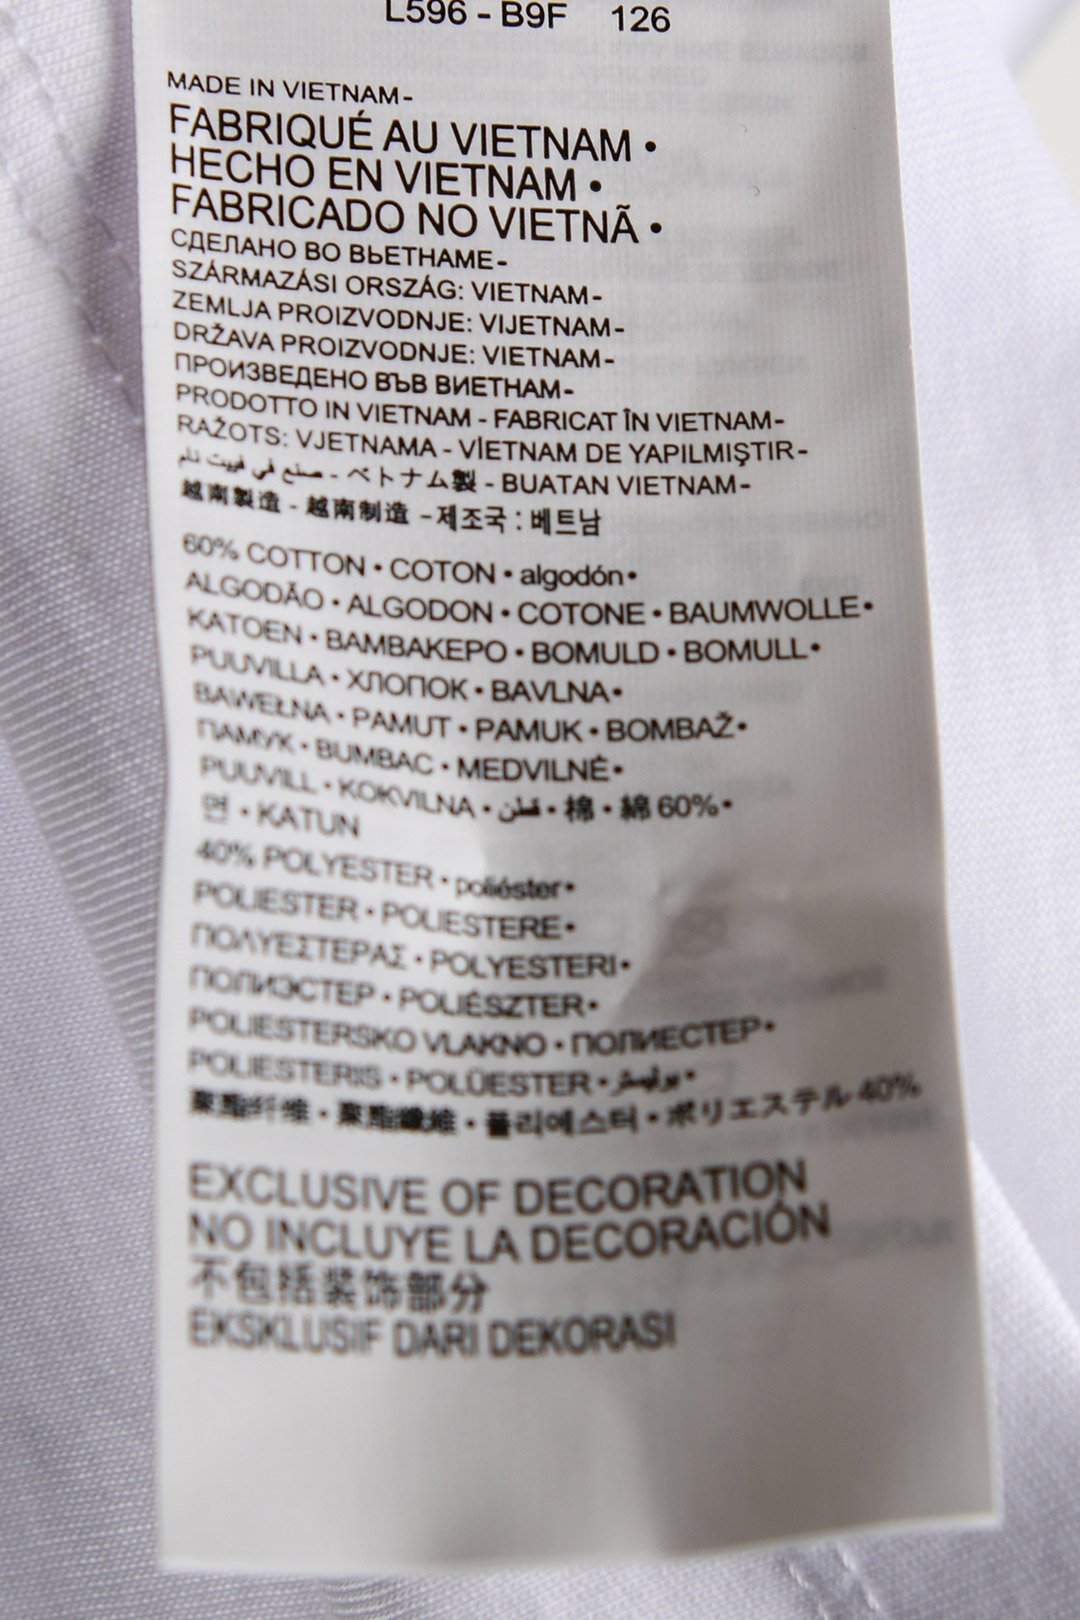 L596 - B9F 126
MADE IN VIETNAM-
FABRIQUÉ AU VIETNAM •
HECHO EN VIETNAM •
FABRICADO NO VIETNÃ •
СДЕЛАНО ВО ВЬЕТНАМЕ-
SZÁRMAZÁSI ORSZÁG: VIETNAM-
ZEMLJA PROIZVODNJE: VIJETNAM-
DRŽAVA PROIZVODNJE: VIETNAM-
ПРОИЗВЕДЕНО ВЪВ ВИЕТНАМ-
PRODOTTO IN VIETNAM - FABRICAT ÎN VIETNAM-
RAŽOTS: VJETNAMA - VİETNAM DE YAPILMIŞTIR-
صنع في فييت نام - ベトナム製 - BUATAN VIETNAM-
越南製造 - 越南制造 -제조국 : 베트남
60% COTTON • COTON • algodón•
ALGODÃO • ALGODON • COTONE • BAUMWOLLE•
KATOEN • ΒΑΜΒΑΚΕΡΟ • BOMULD • BOMULL•
PUUVILLA • ХЛОПОК • BAVLNA•
BAWEŁNA • PAMUT • PAMUK • BOMBAŽ•
ПАМУК • BUMBAC • MEDVILNĖ•
PUUVILL • KOKVILNA • قطن • 棉 • 綿 60%•
면 • KATUN
40% POLYESTER • poliéster•
POLIESTER • POLIESTERE•
ΠΟΛΥΕΣΤΕΡΑΣ • POLYESTERI•
ПОЛИЭСТЕР • POLIÉSZTER•
POLIESTERSKO VLAKNO • ПОЛИЕСТЕР•
POLIESTERIS • POLÜESTER • بوليستر•
聚酯纤维 • 聚酯纖維 • 폴리에스터 • ポリエステル 40%
EXCLUSIVE OF DECORATION
NO INCLUYE LA DECORACIÓN
不包括装饰部分
EKSKLUSIF DARI DEKORASI